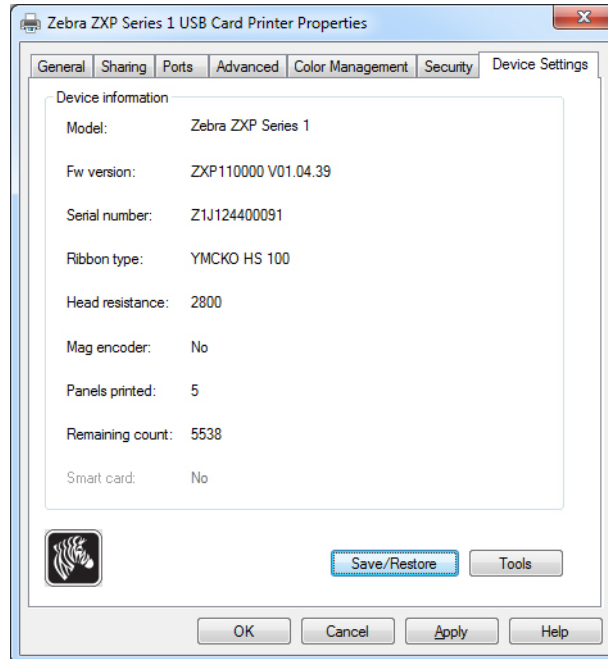 Zebra ZXP Series 1 USB Card Printer Properties
General Sharing Ports Advanced Color Management Security Device Settings
Device information
Model: Zebra ZXP Series 1
Fw version: ZXP110000 V01.04.39
Serial number: Z1J124400091
Ribbon type: YMCKO HS 100
Head resistance: 2800
Mag encoder: No
Panels printed: 5
Remaining count: 5538
Smart card: No
Save/Restore Tools
OK Cancel Apply Help